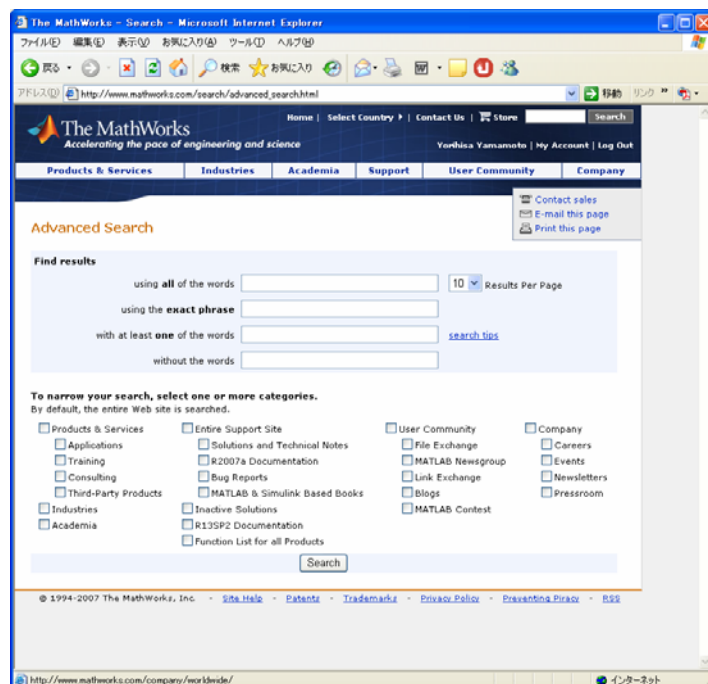 The MathWorks - Search - Microsoft Internet Explorer
ファイル(F) 編集(E) 表示(V) お気に入り(A) ツール(T) ヘルプ(H)
戻る 検索 お気に入り
アドレス(D) http://www.mathworks.com/search/advanced_search.html 移動 リンク »
Home | Select Country | Contact Us | Store Search
The MathWorks
Accelerating the pace of engineering and science
Yorihisa Yamamoto | My Account | Log Out
Products & Services Industries Academia Support User Community Company
Contact sales
E-mail this page
Print this page
Advanced Search
Find results
using all of the words 10 Results Per Page
using the exact phrase
with at least one of the words search tips
without the words
To narrow your search, select one or more categories.
By default, the entire Web site is searched.
Products & Services Entire Support Site User Community Company
Applications Solutions and Technical Notes File Exchange Careers
Training R2007a Documentation MATLAB Newsgroup Events
Consulting Bug Reports Link Exchange Newsletters
Third-Party Products MATLAB & Simulink Based Books Blogs Pressroom
Industries Inactive Solutions MATLAB Contest
Academia R13SP2 Documentation
Function List for all Products
Search
© 1994-2007 The MathWorks, Inc. - Site Help - Patents - Trademarks - Privacy Policy - Preventing Piracy - RSS
http://www.mathworks.com/company/worldwide/ インターネット